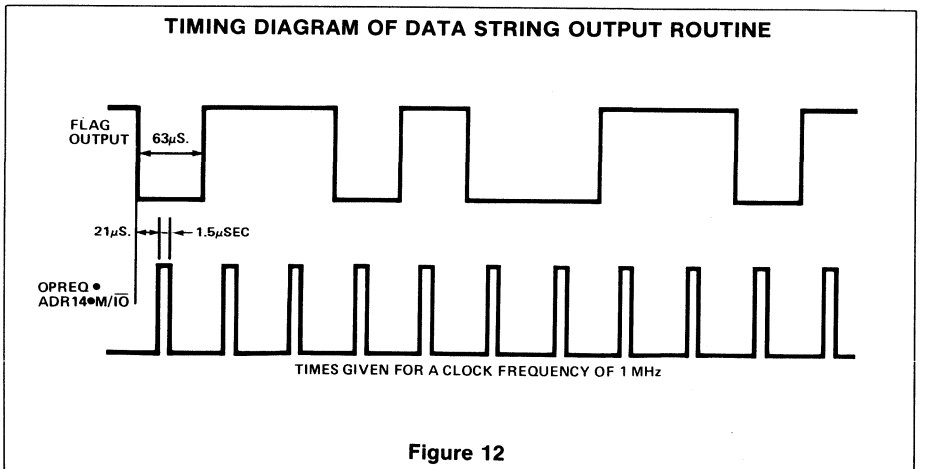 TIMING DIAGRAM OF DATA STRING OUTPUT ROUTINE
FLAG
OUTPUT
63μS.
21μS.
1.5μSEC
OPREQ •
ADR14•M/I̅O̅
TIMES GIVEN FOR A CLOCK FREQUENCY OF 1 MHz
Figure 12